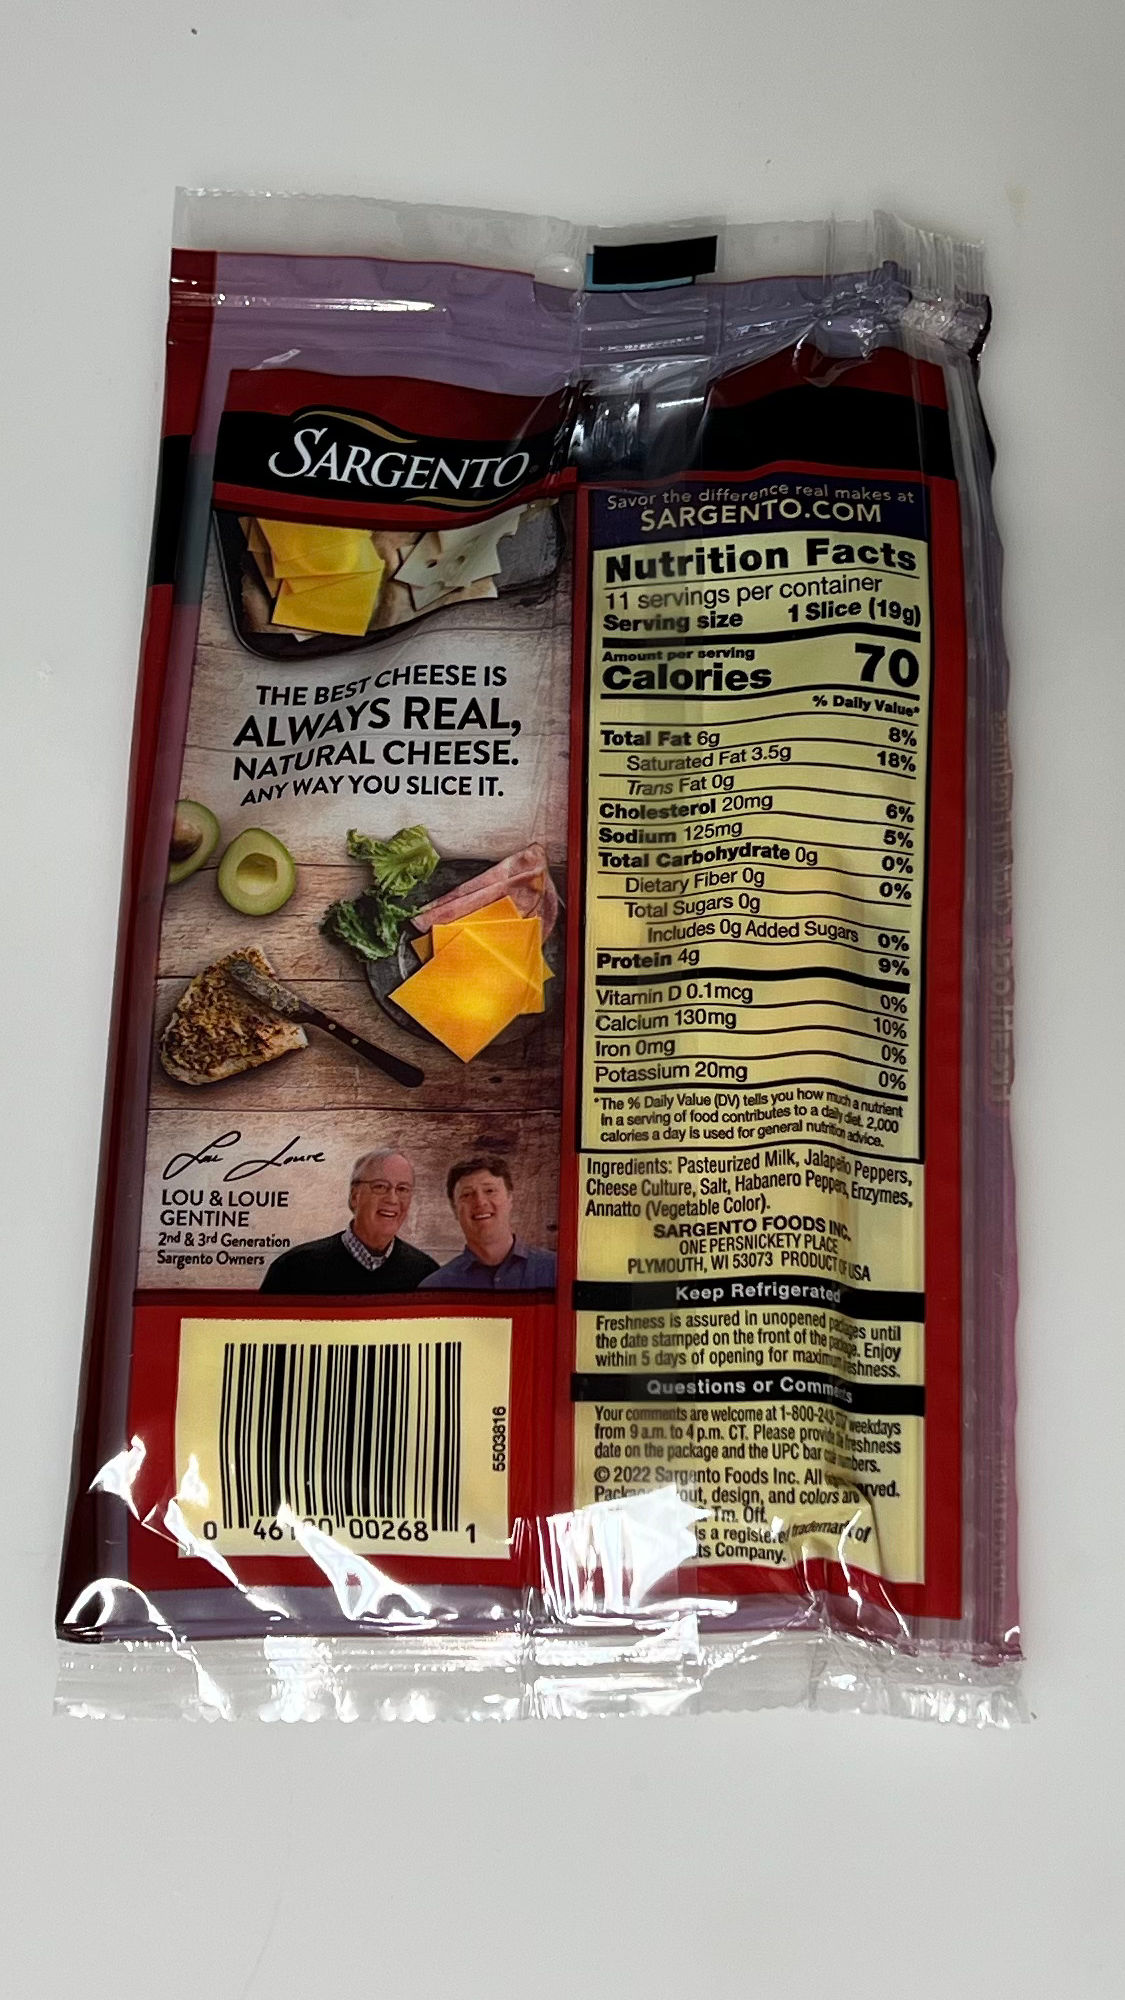 SARGENTO
THE BEST CHEESE IS
ALWAYS REAL,
NATURAL CHEESE.
ANY WAY YOU SLICE IT.
Lou Louie
LOU & LOUIE
GENTINE
2nd & 3rd Generation
Sargento Owners
5503816
0 46 00268 1
Savor the difference real makes at
SARGENTO.COM
Nutrition Facts
11 servings per container
Serving size 1 Slice (19g)
Amount per serving
Calories 70
% Daily Value*
Total Fat 6g 8%
Saturated Fat 3.5g 18%
Trans Fat 0g
Cholesterol 20mg 6%
Sodium 125mg 5%
Total Carbohydrate 0g 0%
Dietary Fiber 0g 0%
Total Sugars 0g
Includes 0g Added Sugars 0%
Protein 4g 9%
Vitamin D 0.1mcg 0%
Calcium 130mg 10%
Iron 0mg 0%
Potassium 20mg 0%
*The % Daily Value (DV) tells you how much a nutrient
in a serving of food contributes to a daily diet. 2,000
calories a day is used for general nutrition advice.
Ingredients: Pasteurized Milk, Jalapeño Peppers,
Cheese Culture, Salt, Habanero Peppers, Enzymes,
Annatto (Vegetable Color).
SARGENTO FOODS INC.
ONE PERSNICKETY PLACE
PLYMOUTH, WI 53073 PRODUCT OF USA
Keep Refrigerated
Freshness is assured in unopened packages until
the date stamped on the front of the package. Enjoy
within 5 days of opening for maximum freshness.
Questions or Comments
Your comments are welcome at 1-800-243- weekdays
from 9 a.m. to 4 p.m. CT. Please provide the freshness
date on the package and the UPC bar code numbers.
© 2022 Sargento Foods Inc. All
design, and colors are
Tm. Off.
is a registered trademark of
Company.